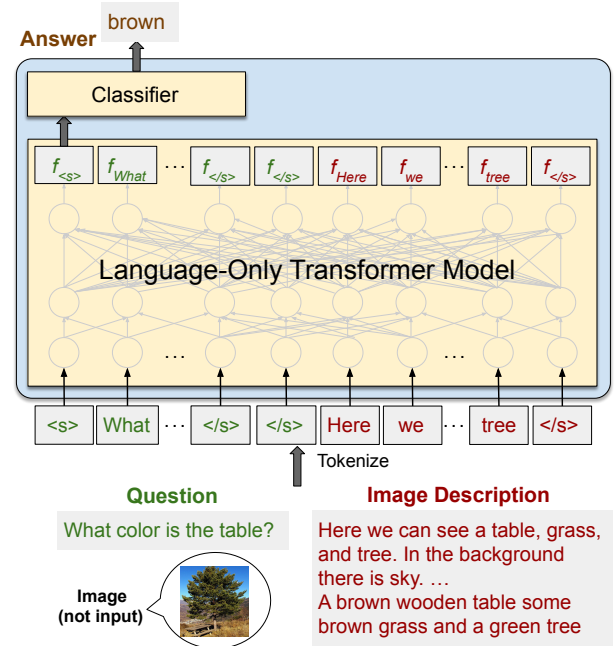 brown
Answer
Classifier
f<s> fWhat ... f</s> f</s> fHere fwe ... ftree f</s>
Language-Only Transformer Model
...
...
<s> What ... </s> </s> Here we ... tree </s>
Tokenize
Question
What color is the table?
Image
(not input)
Image Description
Here we can see a table, grass,
and tree. In the background
there is sky. ...
A brown wooden table some
brown grass and a green tree